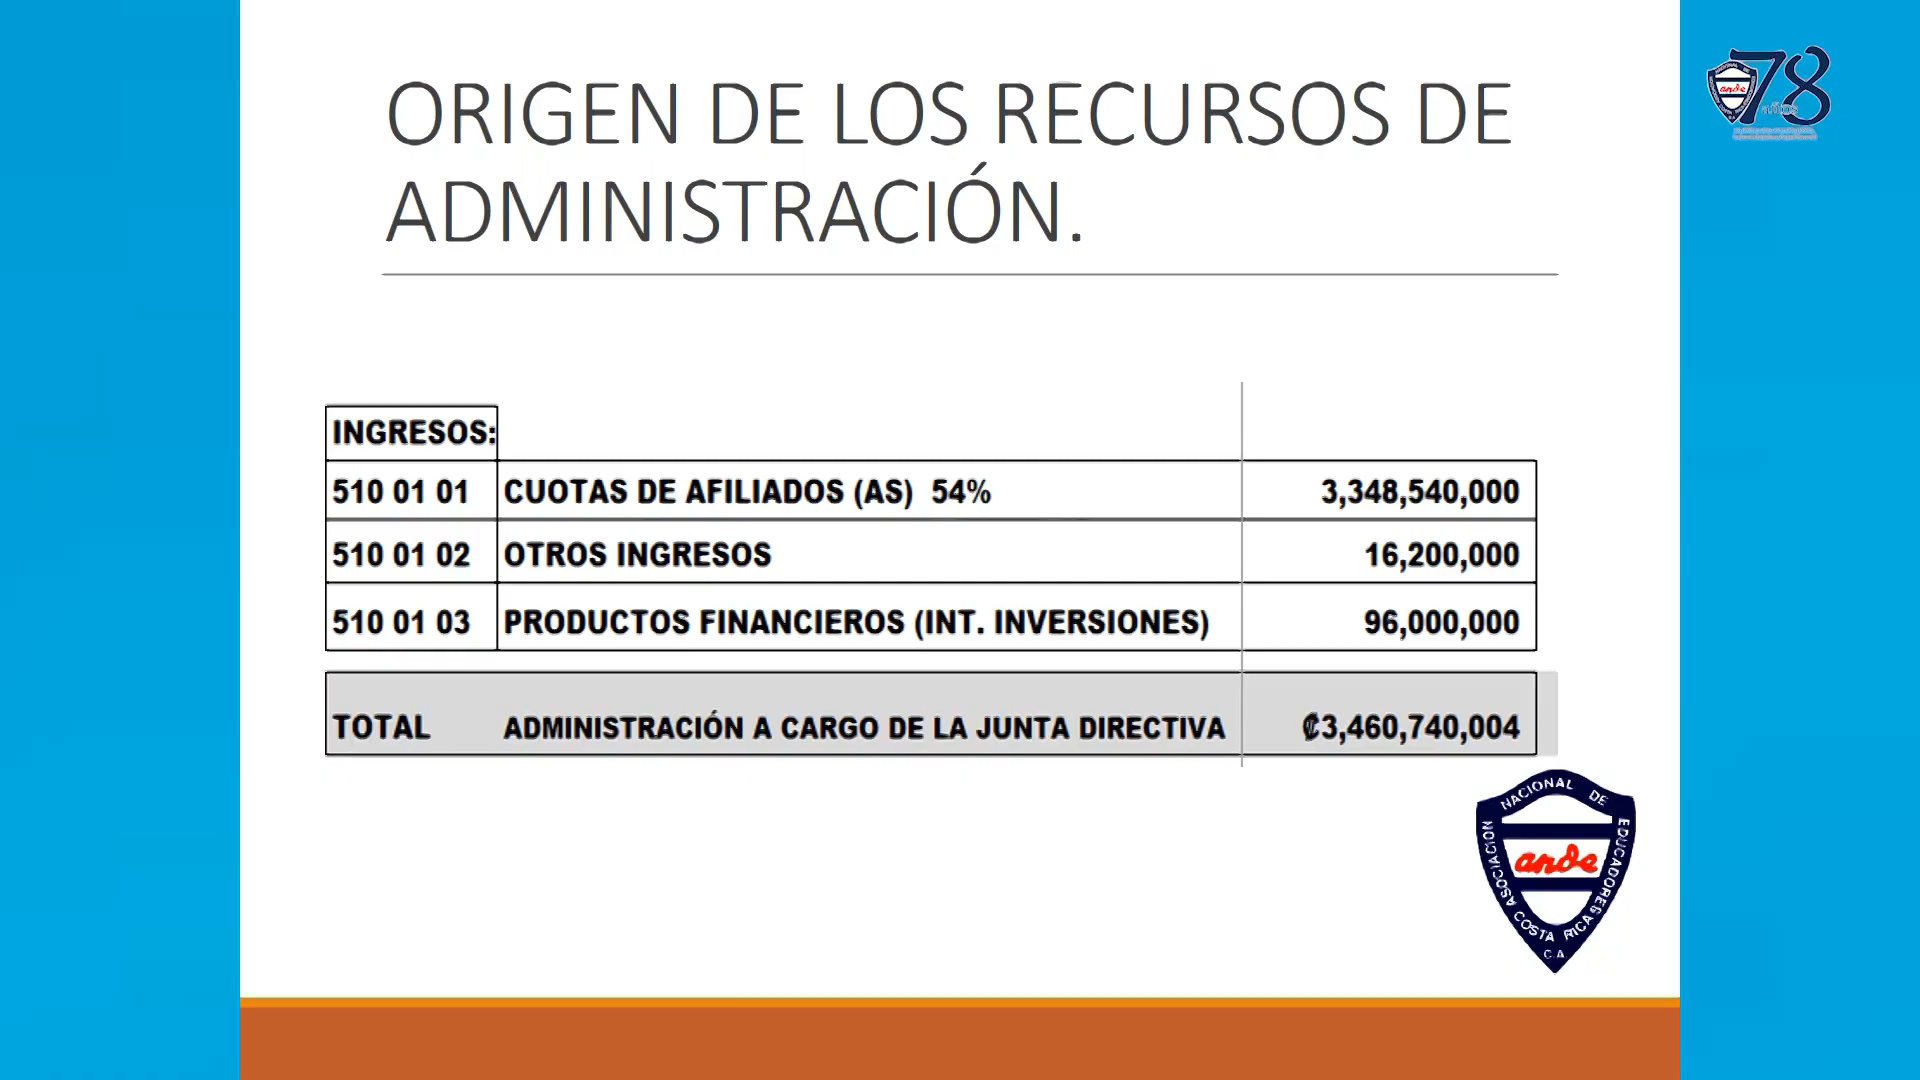 ORIGEN DE LOS RECURSOS DE
ADMINISTRACIÓN.
78
ande
años
INGRESOS:
510 01 01 CUOTAS DE AFILIADOS (AS) 54% 3,348,540,000
510 01 02 OTROS INGRESOS 16,200,000
510 01 03 PRODUCTOS FINANCIEROS (INT. INVERSIONES) 96,000,000
TOTAL ADMINISTRACIÓN A CARGO DE LA JUNTA DIRECTIVA ₡3,460,740,004
ASOCIACION NACIONAL DE EDUCADORES
ande
COSTA RICA
C.A.